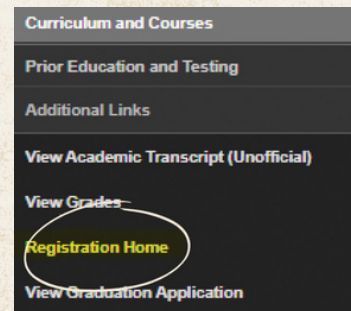 Curriculum and Courses
Prior Education and Testing
Additional Links
View Academic Transcript (Unofficial)
View Grades
Registration Home
View Graduation Application